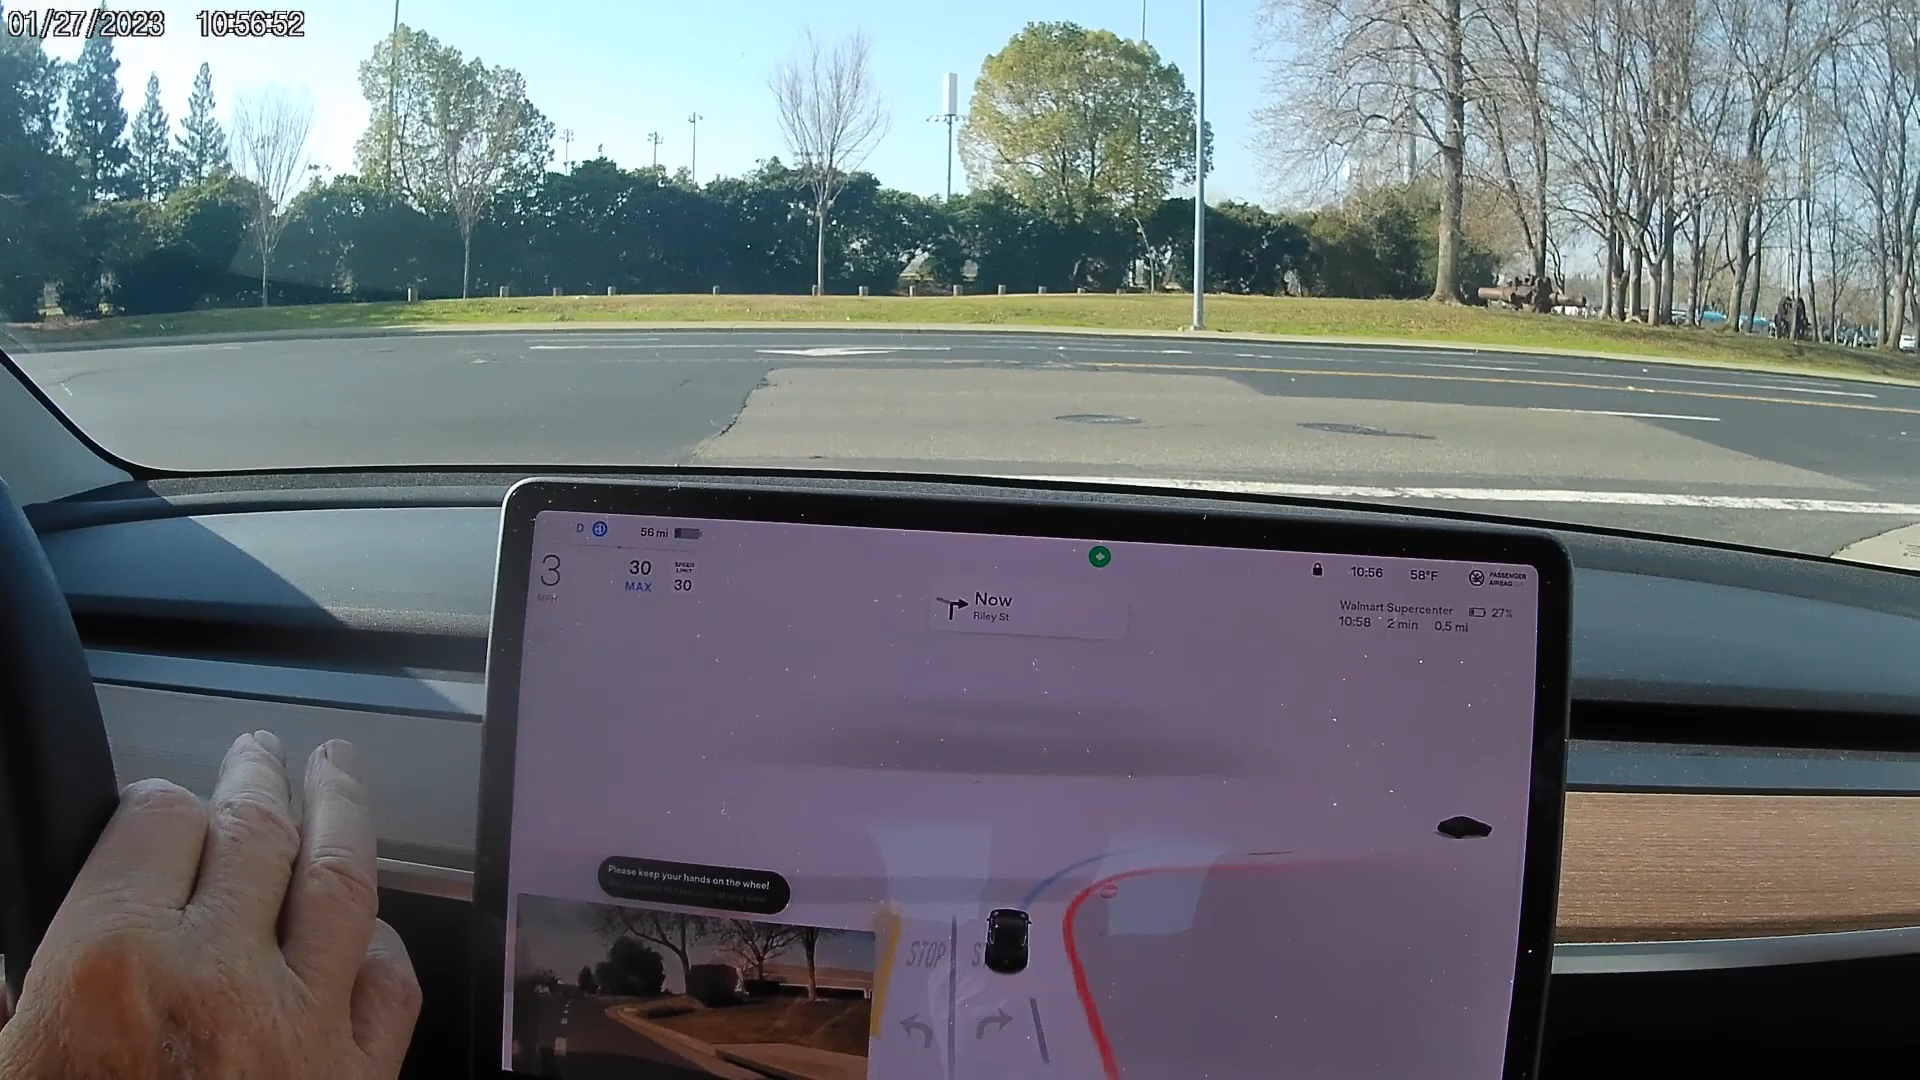 01/27/2023 10:56:52
D 56 mi
3
MPH
30
MAX
SPEED
LIMIT
30
Now
Riley St
10:56 58°F PASSENGER
AIRBAG
Walmart Supercenter 27%
10:58 2 min 0.5 mi
Please keep your hands on the wheel
STOP